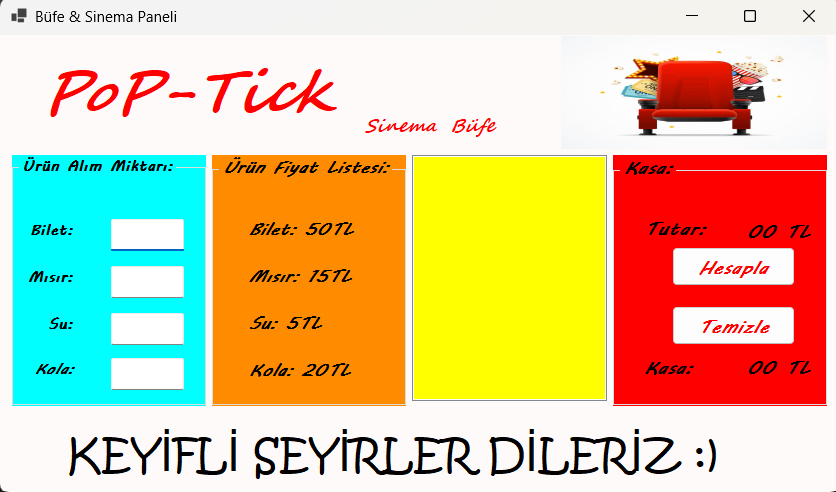 Büfe & Sinema Paneli
PoP-Tick
Sinema Büfe
Ürün Alım Miktarı:
Bilet:
Mısır:
Su:
Kola:
Ürün Fiyat Listesi:
Bilet: 50TL
Mısır: 15TL
Su: 5TL
Kola: 20TL
Kasa:
Tutar: 00 TL
Hesapla
Temizle
Kasa: 00 TL
KEYİFLİ SEYİRLER DİLERİZ :)